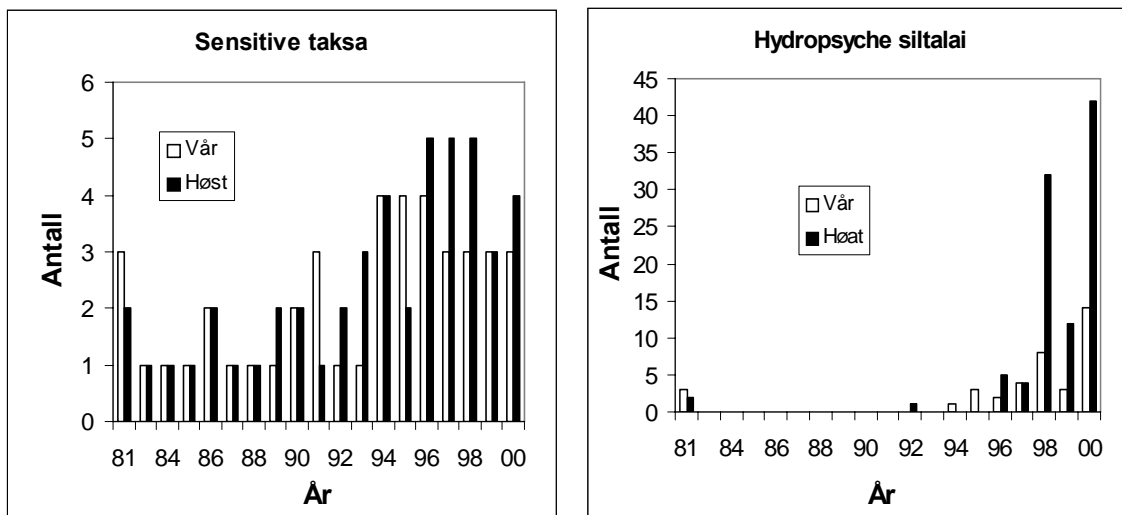 Sensitive taksa
6
5
4
3
2
1
0
Antall
Vår
Høst
81 84 86 88 90 92 94 96 98 00
År
Hydropsyche siltalai
45
40
35
30
25
20
15
10
5
0
Antall
Vår
Høat
81 84 86 88 90 92 94 96 98 00
År